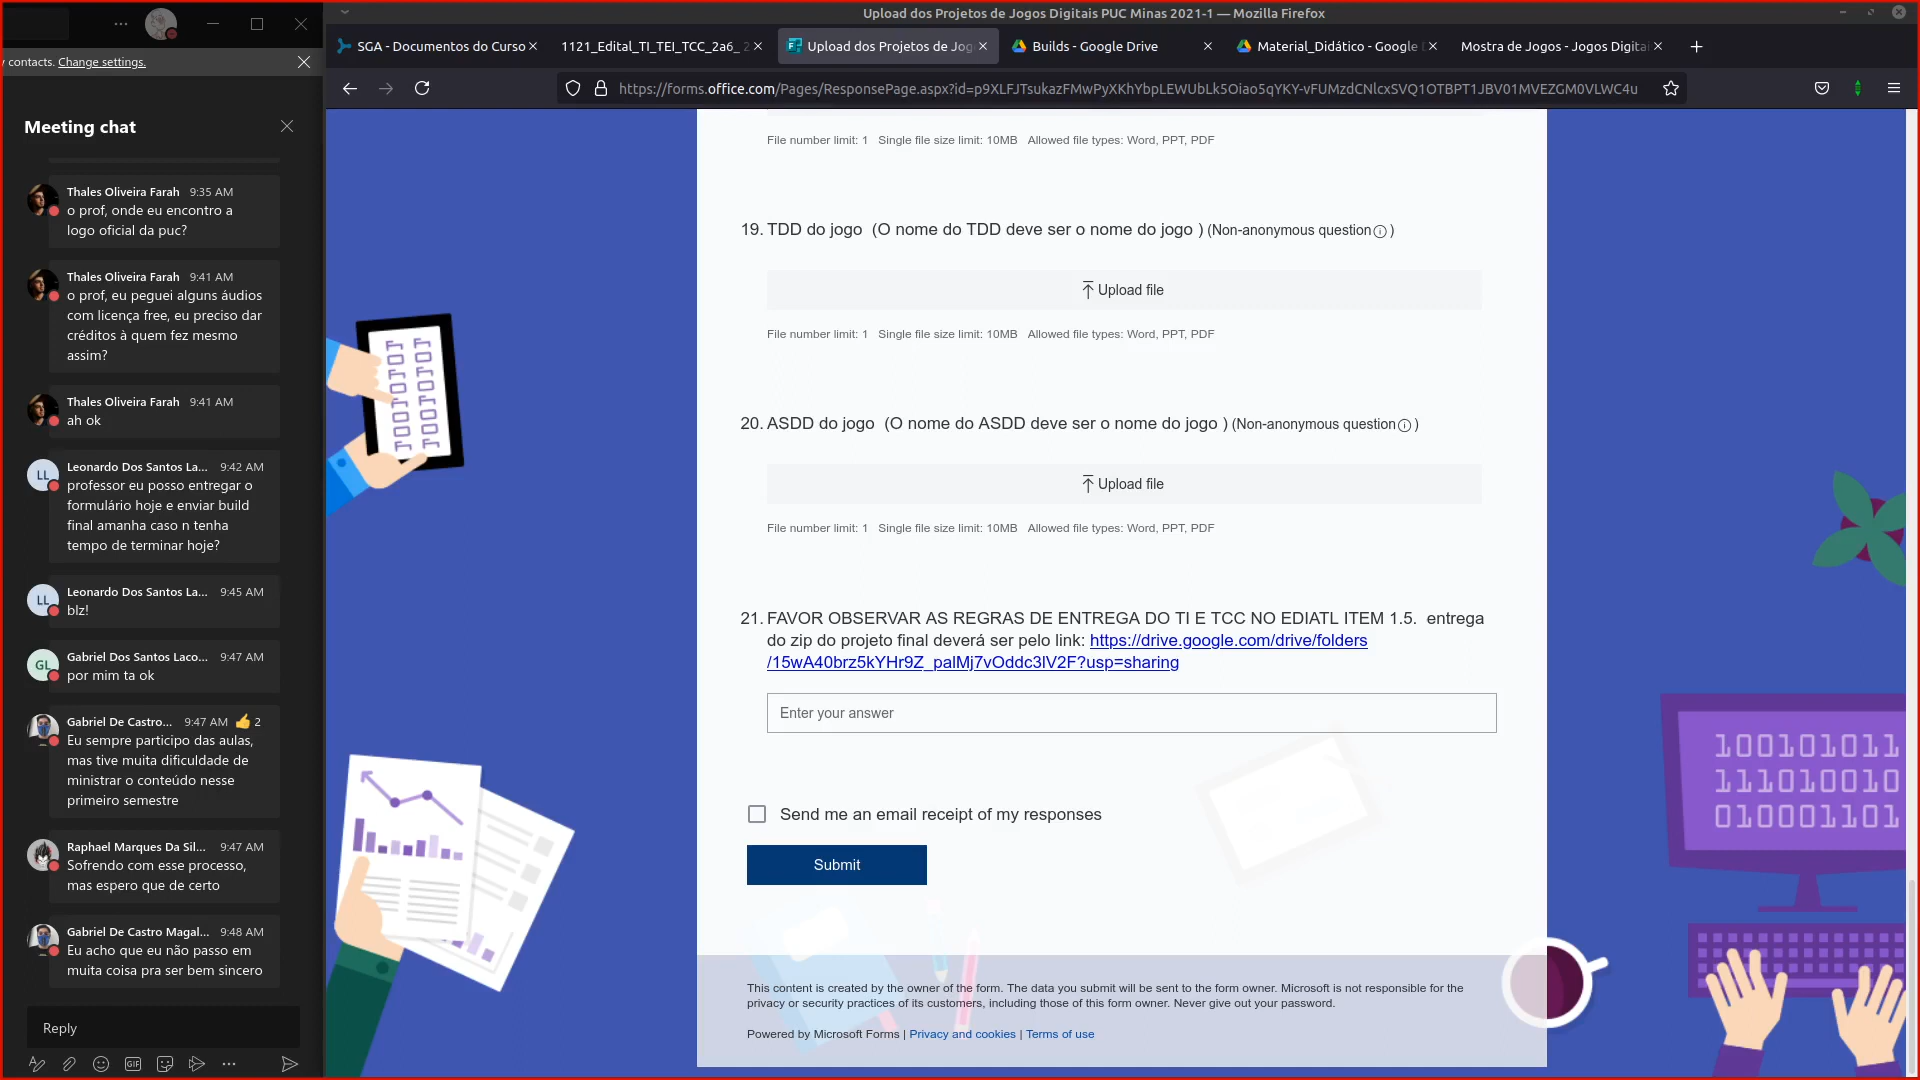 Upload dos Projetos de Jogos Digitais PUC Minas 2021-1 — Mozilla Firefox
SGA - Documentos do Curso
1121_Edital_TI_TEI_TCC_2a6_
Upload dos Projetos de Jog
Builds - Google Drive
Material_Didático - Google
Mostra de Jogos - Jogos Digita
https://forms.office.com/Pages/ResponsePage.aspx?id=p9XLFJTsukazFMwPyXKhYbpLEWUbLk5Oiao5qYKY-vFUMzdCNlcxSVQ1OTBPT1JBV01MVEZGM0VLWC4u
contacts. Change settings.
Meeting chat
Thales Oliveira Farah 9:35 AM
o prof, onde eu encontro a
logo oficial da puc?
Thales Oliveira Farah 9:41 AM
o prof, eu peguei alguns áudios
com licença free, eu preciso dar
créditos à quem fez mesmo
assim?
Thales Oliveira Farah 9:41 AM
ah ok
LL
Leonardo Dos Santos La... 9:42 AM
professor eu posso entregar o
formulário hoje e enviar build
final amanha caso n tenha
tempo de terminar hoje?
LL
Leonardo Dos Santos La... 9:45 AM
blz!
GL
Gabriel Dos Santos Laco... 9:47 AM
por mim ta ok
Gabriel De Castro... 9:47 AM 👍 2
Eu sempre participo das aulas,
mas tive muita dificuldade de
ministrar o conteúdo nesse
primeiro semestre
Raphael Marques Da Sil... 9:47 AM
Sofrendo com esse processo,
mas espero que de certo
Gabriel De Castro Magal... 9:48 AM
Eu acho que eu não passo em
muita coisa pra ser bem sincero
Reply
GIF
File number limit: 1 Single file size limit: 10MB Allowed file types: Word, PPT, PDF
19. TDD do jogo (O nome do TDD deve ser o nome do jogo ) (Non-anonymous question )
Upload file
File number limit: 1 Single file size limit: 10MB Allowed file types: Word, PPT, PDF
20. ASDD do jogo (O nome do ASDD deve ser o nome do jogo ) (Non-anonymous question )
Upload file
File number limit: 1 Single file size limit: 10MB Allowed file types: Word, PPT, PDF
21. FAVOR OBSERVAR AS REGRAS DE ENTREGA DO TI E TCC NO EDIATL ITEM 1.5. entrega
do zip do projeto final deverá ser pelo link: https://drive.google.com/drive/folders
/15wA40brz5kYHr9Z_palMj7vOddc3lV2F?usp=sharing
Enter your answer
Send me an email receipt of my responses
Submit
This content is created by the owner of the form. The data you submit will be sent to the form owner. Microsoft is not responsible for the
privacy or security practices of its customers, including those of this form owner. Never give out your password.
Powered by Microsoft Forms | Privacy and cookies | Terms of use
100101011
111010010
010001101